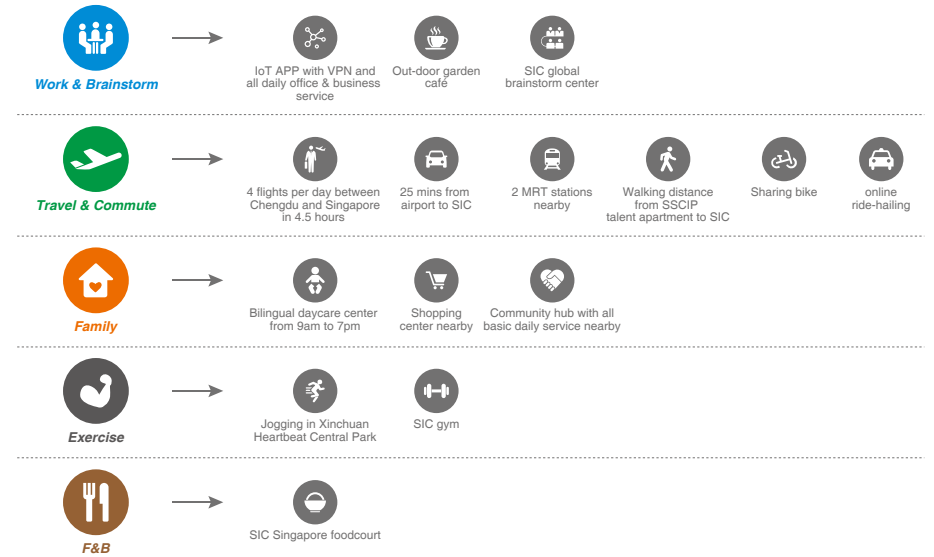 Work & Brainstorm
IoT APP with VPN and
all daily office & business
service
Out-door garden
café
SIC global
brainstorm center
Travel & Commute
4 flights per day between
Chengdu and Singapore
in 4.5 hours
25 mins from
airport to SIC
2 MRT stations
nearby
Walking distance
from SSCIP
talent apartment to SIC
Sharing bike
online
ride-hailing
Family
Bilingual daycare center
from 9am to 7pm
Shopping
center nearby
Community hub with all
basic daily service nearby
Exercise
Jogging in Xinchuan
Heartbeat Central Park
SIC gym
F&B
SIC Singapore foodcourt